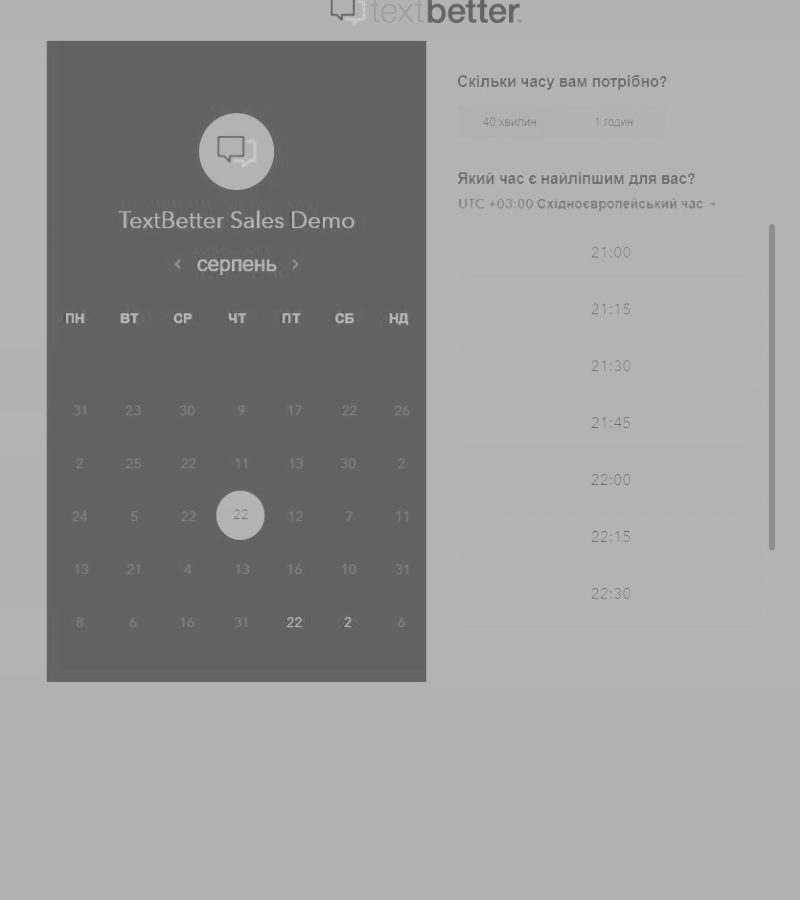 textbetter.
TextBetter Sales Demo
серпень
ПН ВТ СР ЧТ ПТ СБ НД
31 23 30 9 17 22 26
2 25 22 11 13 30 2
24 5 22 22 12 7 11
13 21 4 13 16 10 31
8 6 16 31 22 2 6
Скільки часу вам потрібно?
40 хвилин 1 годин
Який час є найліпшим для вас?
UTC +03:00 Східноєвропейський час
21:00
21:15
21:30
21:45
22:00
22:15
22:30